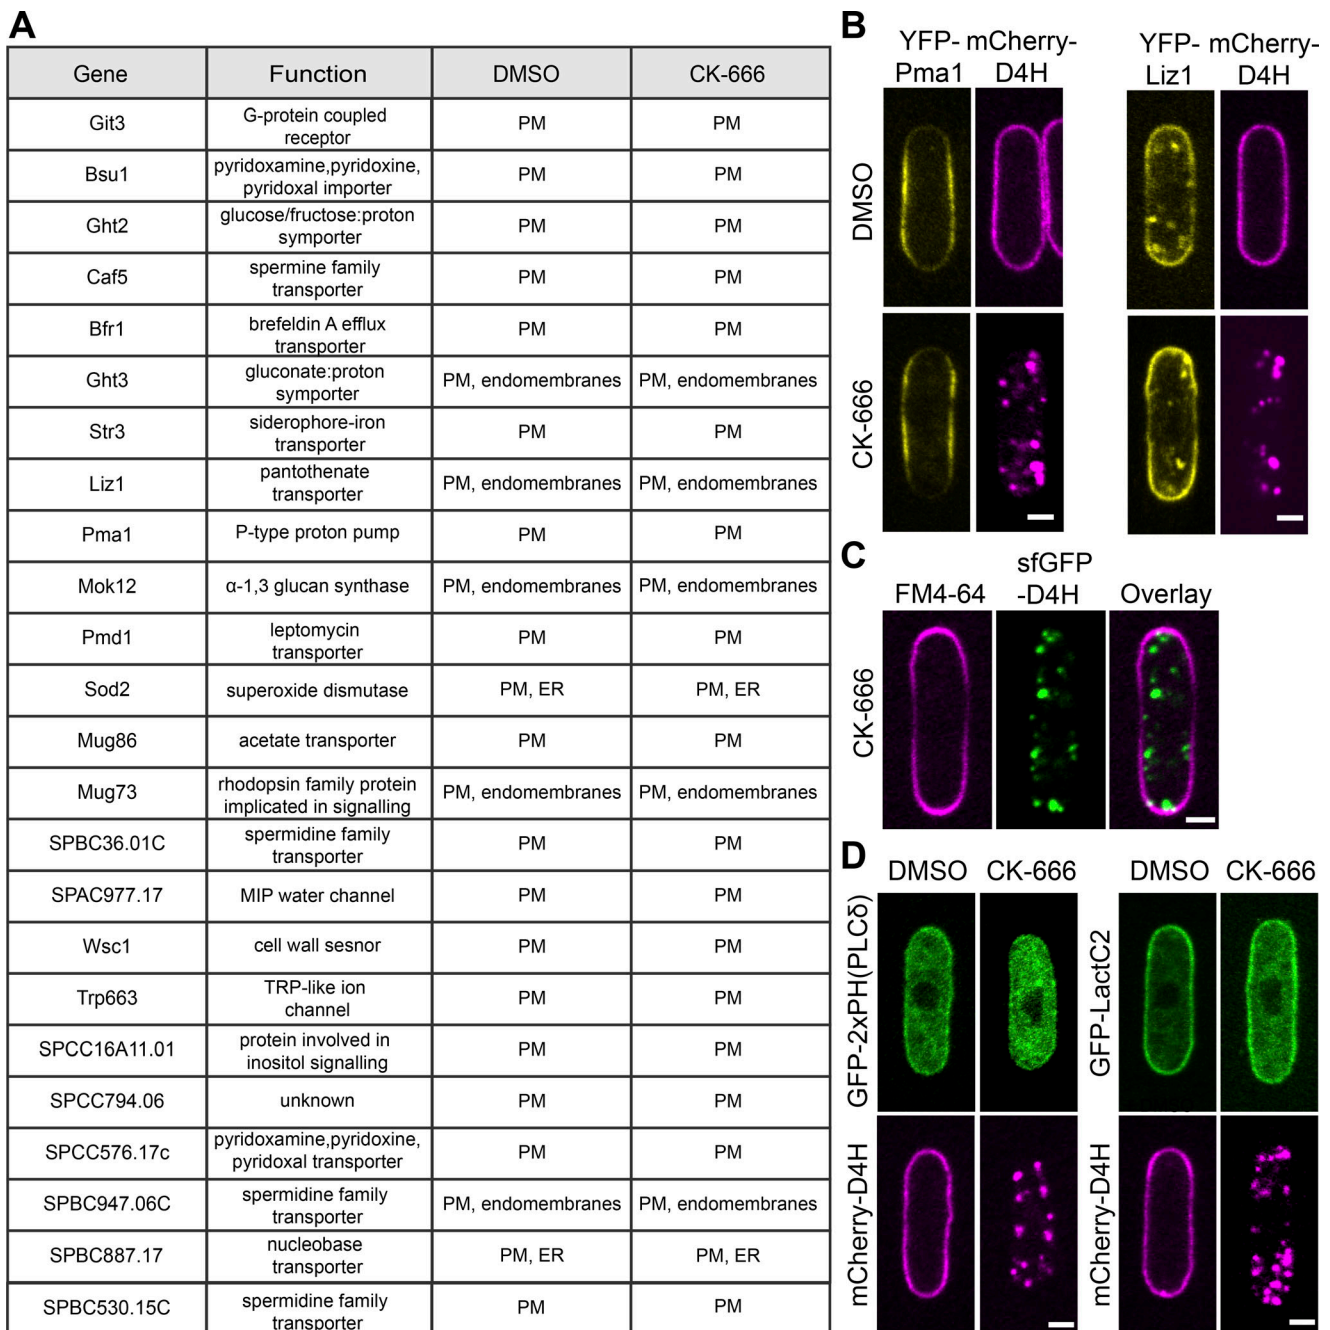 A
Gene Function DMSO CK-666
Git3 G-protein coupled receptor PM PM
Bsu1 pyridoxamine,pyridoxine, pyridoxal importer PM PM
Ght2 glucose/fructose:proton symporter PM PM
Caf5 spermine family transporter PM PM
Bfr1 brefeldin A efflux transporter PM PM
Ght3 gluconate:proton symporter PM, endomembranes PM, endomembranes
Str3 siderophore-iron transporter PM PM
Liz1 pantothenate transporter PM, endomembranes PM, endomembranes
Pma1 P-type proton pump PM PM
Mok12 α-1,3 glucan synthase PM, endomembranes PM, endomembranes
Pmd1 leptomycin transporter PM PM
Sod2 superoxide dismutase PM, ER PM, ER
Mug86 acetate transporter PM PM
Mug73 rhodopsin family protein implicated in signalling PM, endomembranes PM, endomembranes
SPBC36.01C spermidine family transporter PM PM
SPAC977.17 MIP water channel PM PM
Wsc1 cell wall sesnor PM PM
Trp663 TRP-like ion channel PM PM
SPCC16A11.01 protein involved in inositol signalling PM PM
SPCC794.06 unknown PM PM
SPCC576.17c pyridoxamine,pyridoxine, pyridoxal transporter PM PM
SPBC947.06C spermidine family transporter PM, endomembranes PM, endomembranes
SPBC887.17 nucleobase transporter PM, ER PM, ER
SPBC530.15C spermidine family transporter PM PM
B
YFP- mCherry- YFP- mCherry-
Pma1 D4H Liz1 D4H
DMSO
CK-666
C
sfGFP
FM4-64 -D4H Overlay
CK-666
D
DMSO CK-666 DMSO CK-666
GFP-2xPH(PLCδ)
GFP-LactC2
mCherry-D4H
mCherry-D4H